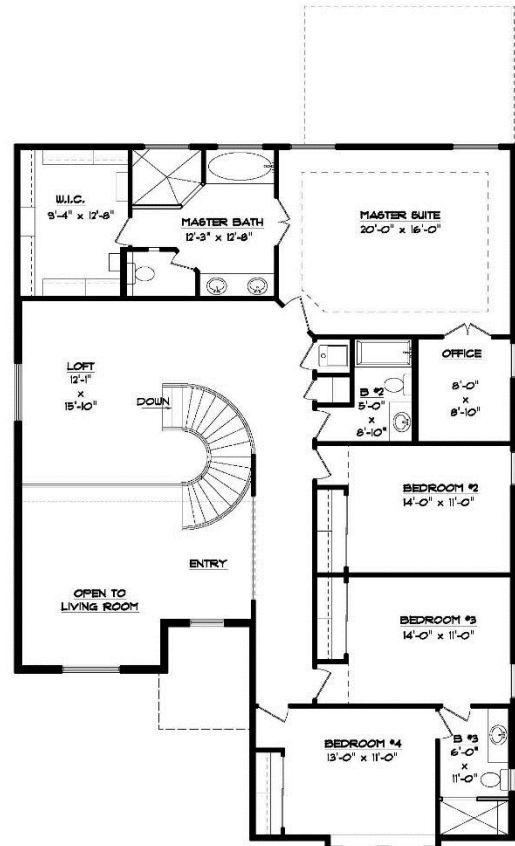 W.I.C.
9'-4" x 12'-8"
MASTER BATH
12'-3" x 12'-8"
MASTER SUITE
20'-0" x 16'-0"
LOFT
12'-1"
x
15'-10"
DOWN
B #2
5'-0"
x
8'-10"
OFFICE
8'-0"
x
8'-10"
BEDROOM #2
14'-0" x 11'-0"
ENTRY
OPEN TO
LIVING ROOM
BEDROOM #3
14'-0" x 11'-0"
BEDROOM #4
13'-0" x 11'-0"
B #3
6'-0"
x
11'-0"